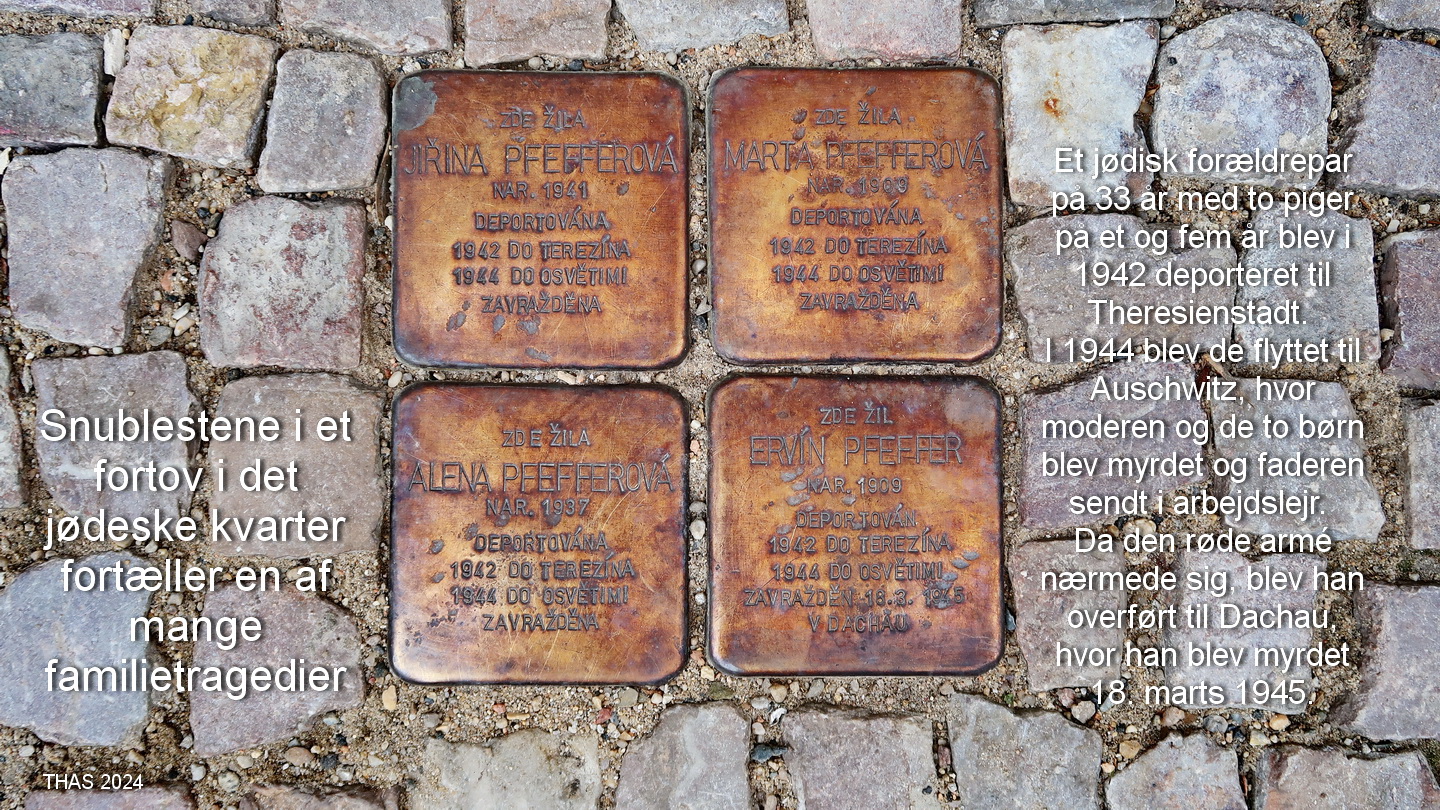 ZDE ŽILA
JIŘINA PFEFFEROVÁ
NAR. 1941
DEPORTOVÁNA
1942 DO TEREZÍNA
1944 DO OSVĚTIMI
ZAVRAŽDĚNA
ZDE ŽILA
MARTA PFEFFEROVÁ
NAR. 1909
DEPORTOVÁNA
1942 DO TEREZÍNA
1944 DO OSVĚTIMI
ZAVRAŽDĚNA
ZDE ŽILA
ALENA PFEFFEROVÁ
NAR. 1937
DEPORTOVÁNA
1942 DO TEREZÍNA
1944 DO OSVĚTIMI
ZAVRAŽDĚNA
ZDE ŽIL
ERVÍN PFEFFER
NAR. 1909
DEPORTOVÁN
1942 DO TEREZÍNA
1944 DO OSVĚTIMI
ZAVRAŽDĚN 18.3. 1945
V DACHAU
Snublestene i et
fortov i det
jødeske kvarter
fortæller en af
mange
familietragedier
Et jødisk forældrepar
på 33 år med to piger
på et og fem år blev i
1942 deporteret til
Theresienstadt.
I 1944 blev de flyttet til
Auschwitz, hvor
moderen og de to børn
blev myrdet og faderen
sendt i arbejdslejr.
Da den røde armé
nærmede sig, blev han
overført til Dachau,
hvor han blev myrdet
18. marts 1945.
THAS 2024